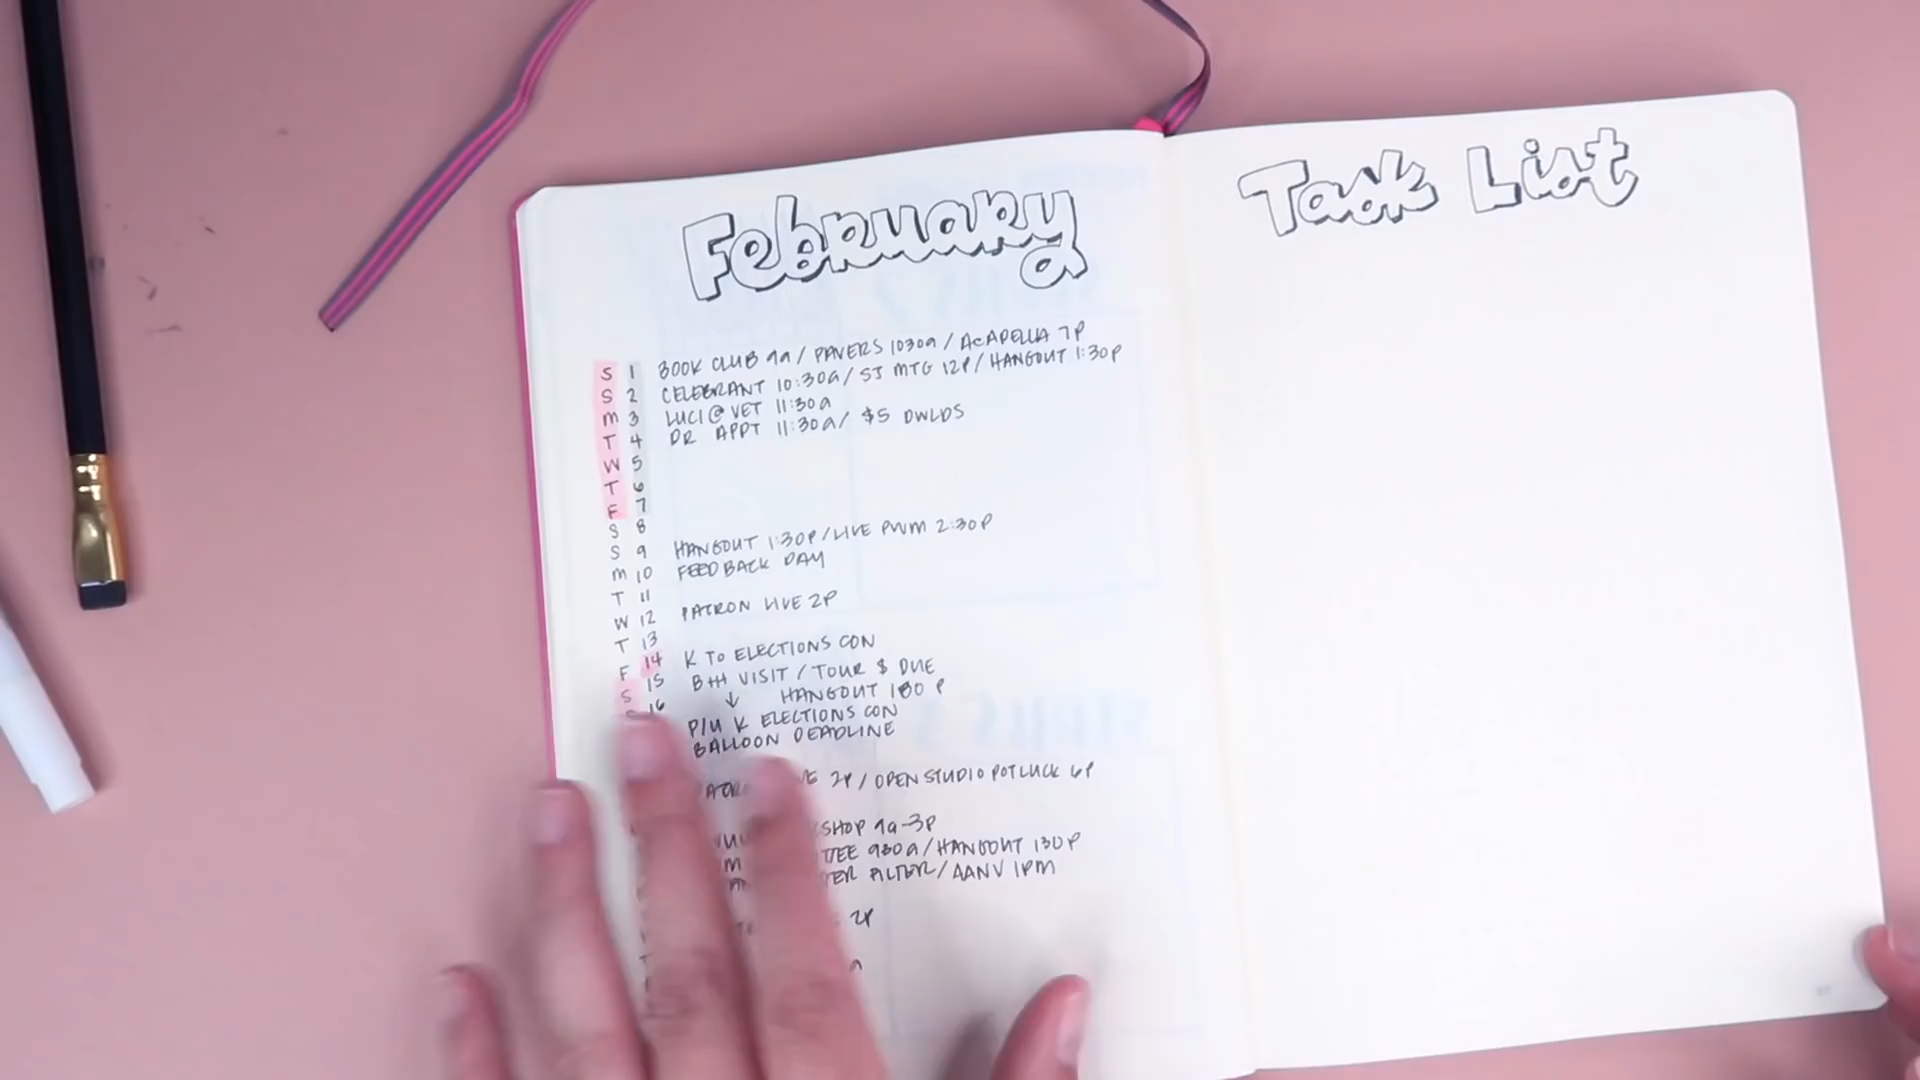 February
S 1 BOOK CLUB 9a / PAVERS 1030a / ACAPELLA 7P
S 2 CELEBRANT 10:30a / SJ MTG 12P / HANGOUT 1:30P
M 3 LUCI @ VET 11:30a
T 4 DR APPT 11:30a / $5 DWLDS
W 5
T 6
F 7
S 8
S 9 HANGOUT 1:30P / LIVE PWM 2:30P
M 10 FEEDBACK DAY
T 11
W 12 PATRON LIVE 2P
T 13
F 14 K TO ELECTIONS CON
S 15 B++ VISIT / TOUR $ DUE
16 ↓ HANGOUT 130 P
P/U K ELECTIONS CON
BALLOON DEADLINE
2P / OPEN STUDIO POTLUCK 6P
9a-3P
930a / HANGOUT 130P
FILTER / AANV 1PM
2P
Task List